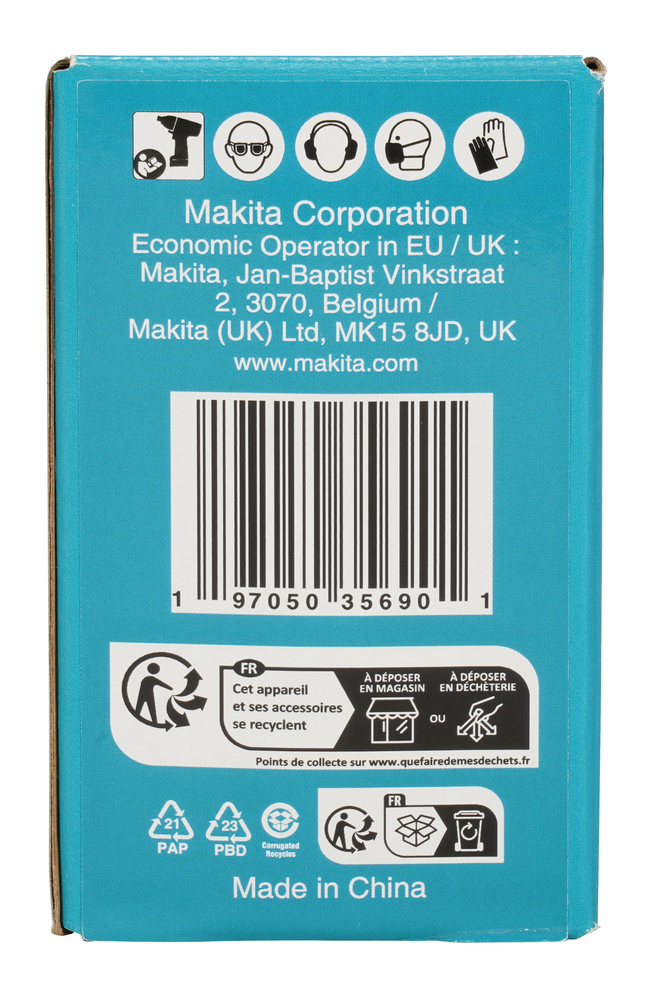 Makita Corporation
Economic Operator in EU / UK :
Makita, Jan-Baptist Vinkstraat
2, 3070, Belgium /
Makita (UK) Ltd, MK15 8JD, UK
www.makita.com
1 97050 35690 1
FR
Cet appareil
et ses accessoires
se recyclent
À DÉPOSER
EN MAGASIN
OU
À DÉPOSER
EN DÉCHÈTERIE
Points de collecte sur www.quefairedemesdechets.fr
21
PAP
23
PBD
Corrugated
Recycles
FR
Made in China